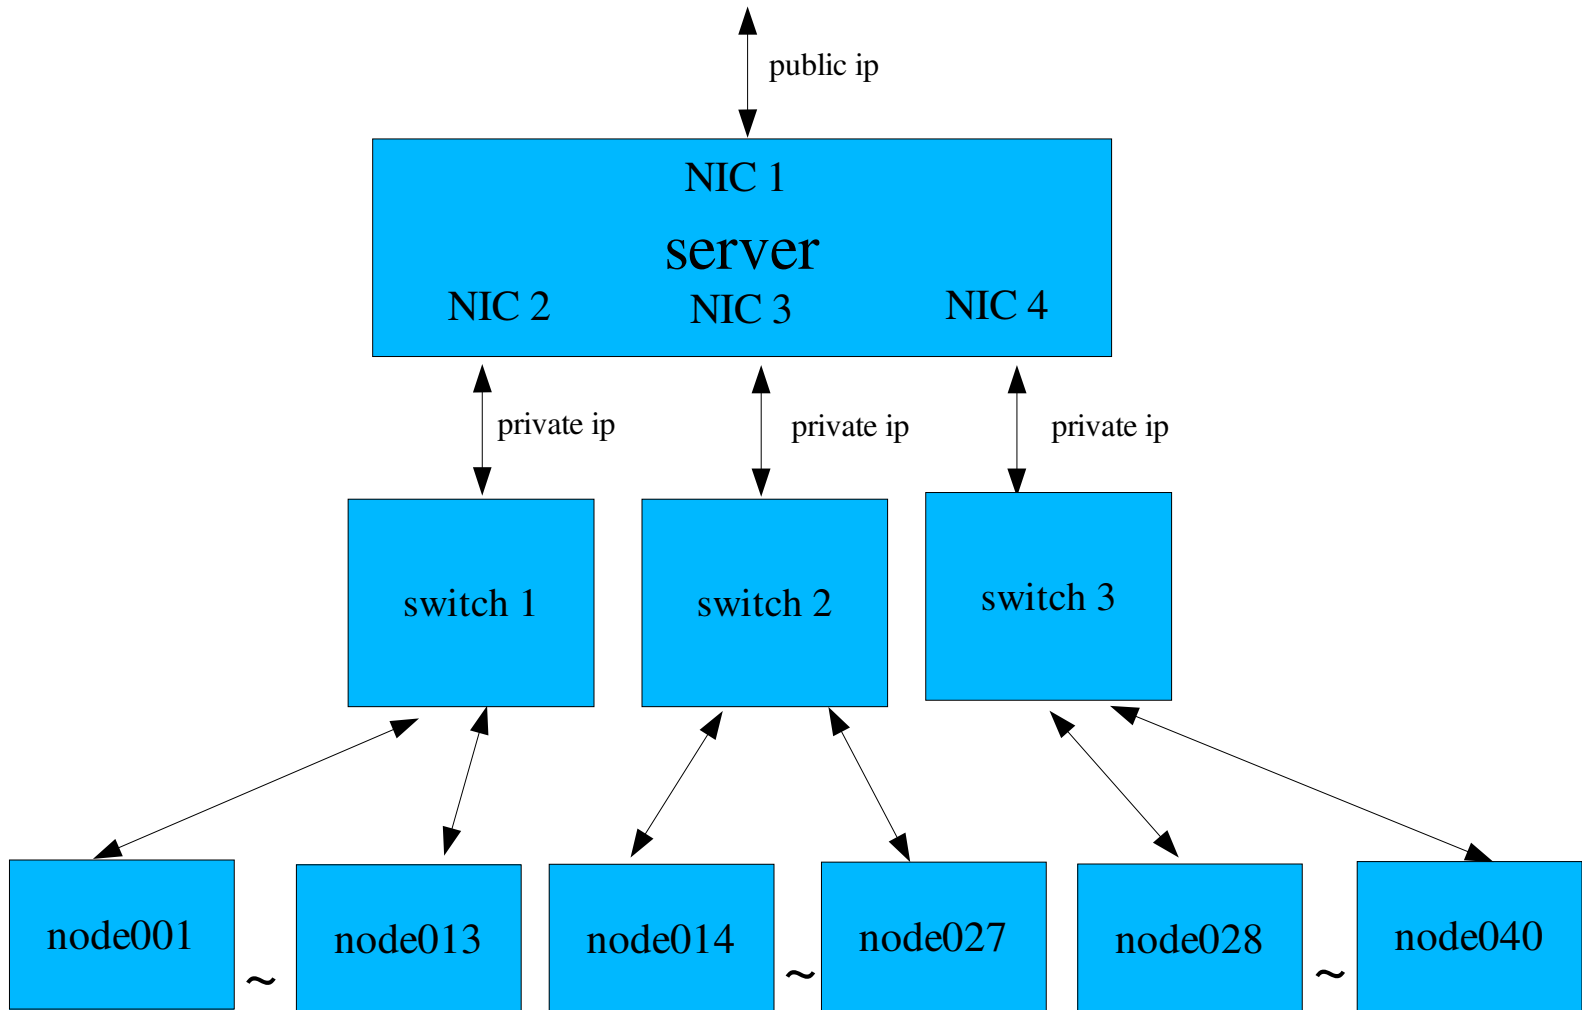 public ip
NIC 1
server
NIC 2
NIC 3
NIC 4
private ip
private ip
private ip
switch 1
switch 2
switch 3
node001
~
node013
node014
~
node027
node028
~
node040